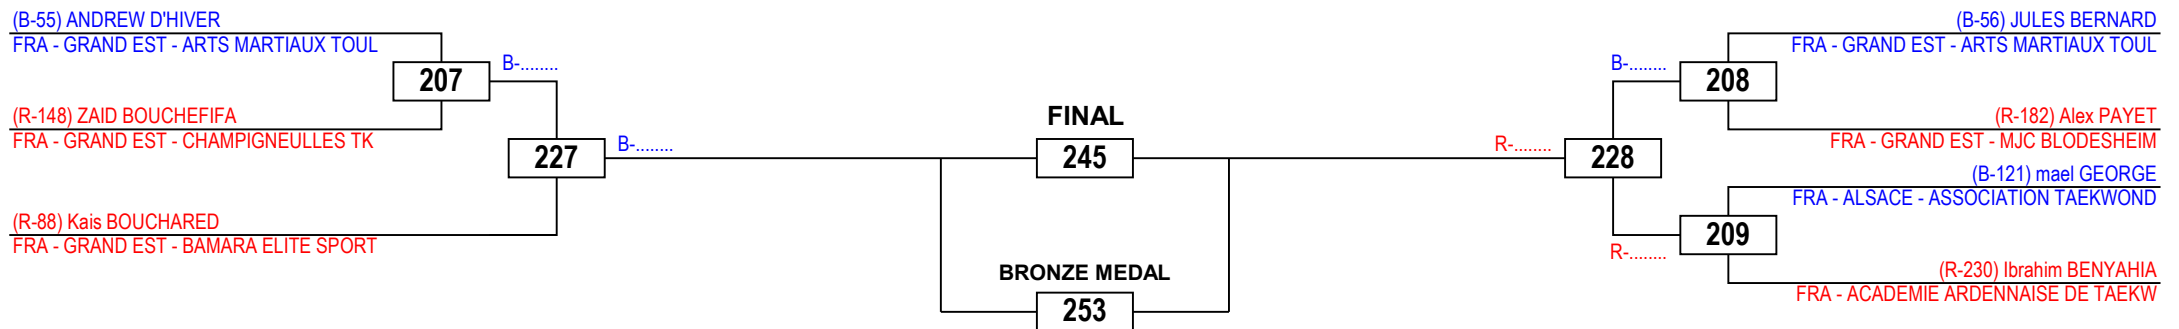 (B-55) ANDREW D'HIVER
FRA - GRAND EST - ARTS MARTIAUX TOUL
207
B-........
(R-148) ZAID BOUCHEFIFA
FRA - GRAND EST - CHAMPIGNEULLES TK
227
B-........
(R-88) Kais BOUCHARED
FRA - GRAND EST - BAMARA ELITE SPORT
FINAL
245
BRONZE MEDAL
253
(B-56) JULES BERNARD
FRA - GRAND EST - ARTS MARTIAUX TOUL
B-........
208
(R-182) Alex PAYET
FRA - GRAND EST - MJC BLODESHEIM
R-........
228
(B-121) mael GEORGE
FRA - ALSACE - ASSOCIATION TAEKWOND
209
R-........
(R-230) Ibrahim BENYAHIA
FRA - ACADEMIE ARDENNAISE DE TAEKW